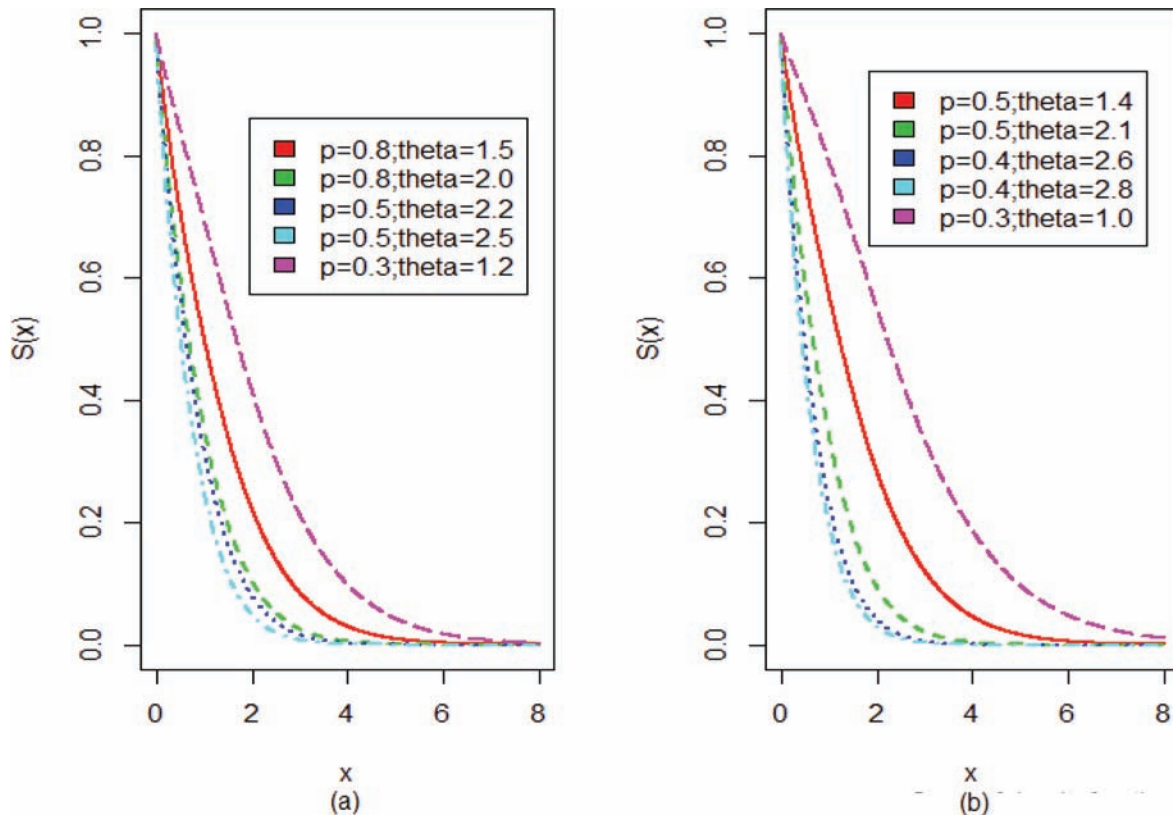 S(x)
1.0
0.8
0.6
0.4
0.2
0.0
p=0.8;theta=1.5
p=0.8;theta=2.0
p=0.5;theta=2.2
p=0.5;theta=2.5
p=0.3;theta=1.2
0 2 4 6 8
x
(a)
S(x)
1.0
0.8
0.6
0.4
0.2
0.0
p=0.5;theta=1.4
p=0.5;theta=2.1
p=0.4;theta=2.6
p=0.4;theta=2.8
p=0.3;theta=1.0
0 2 4 6 8
x
(b)